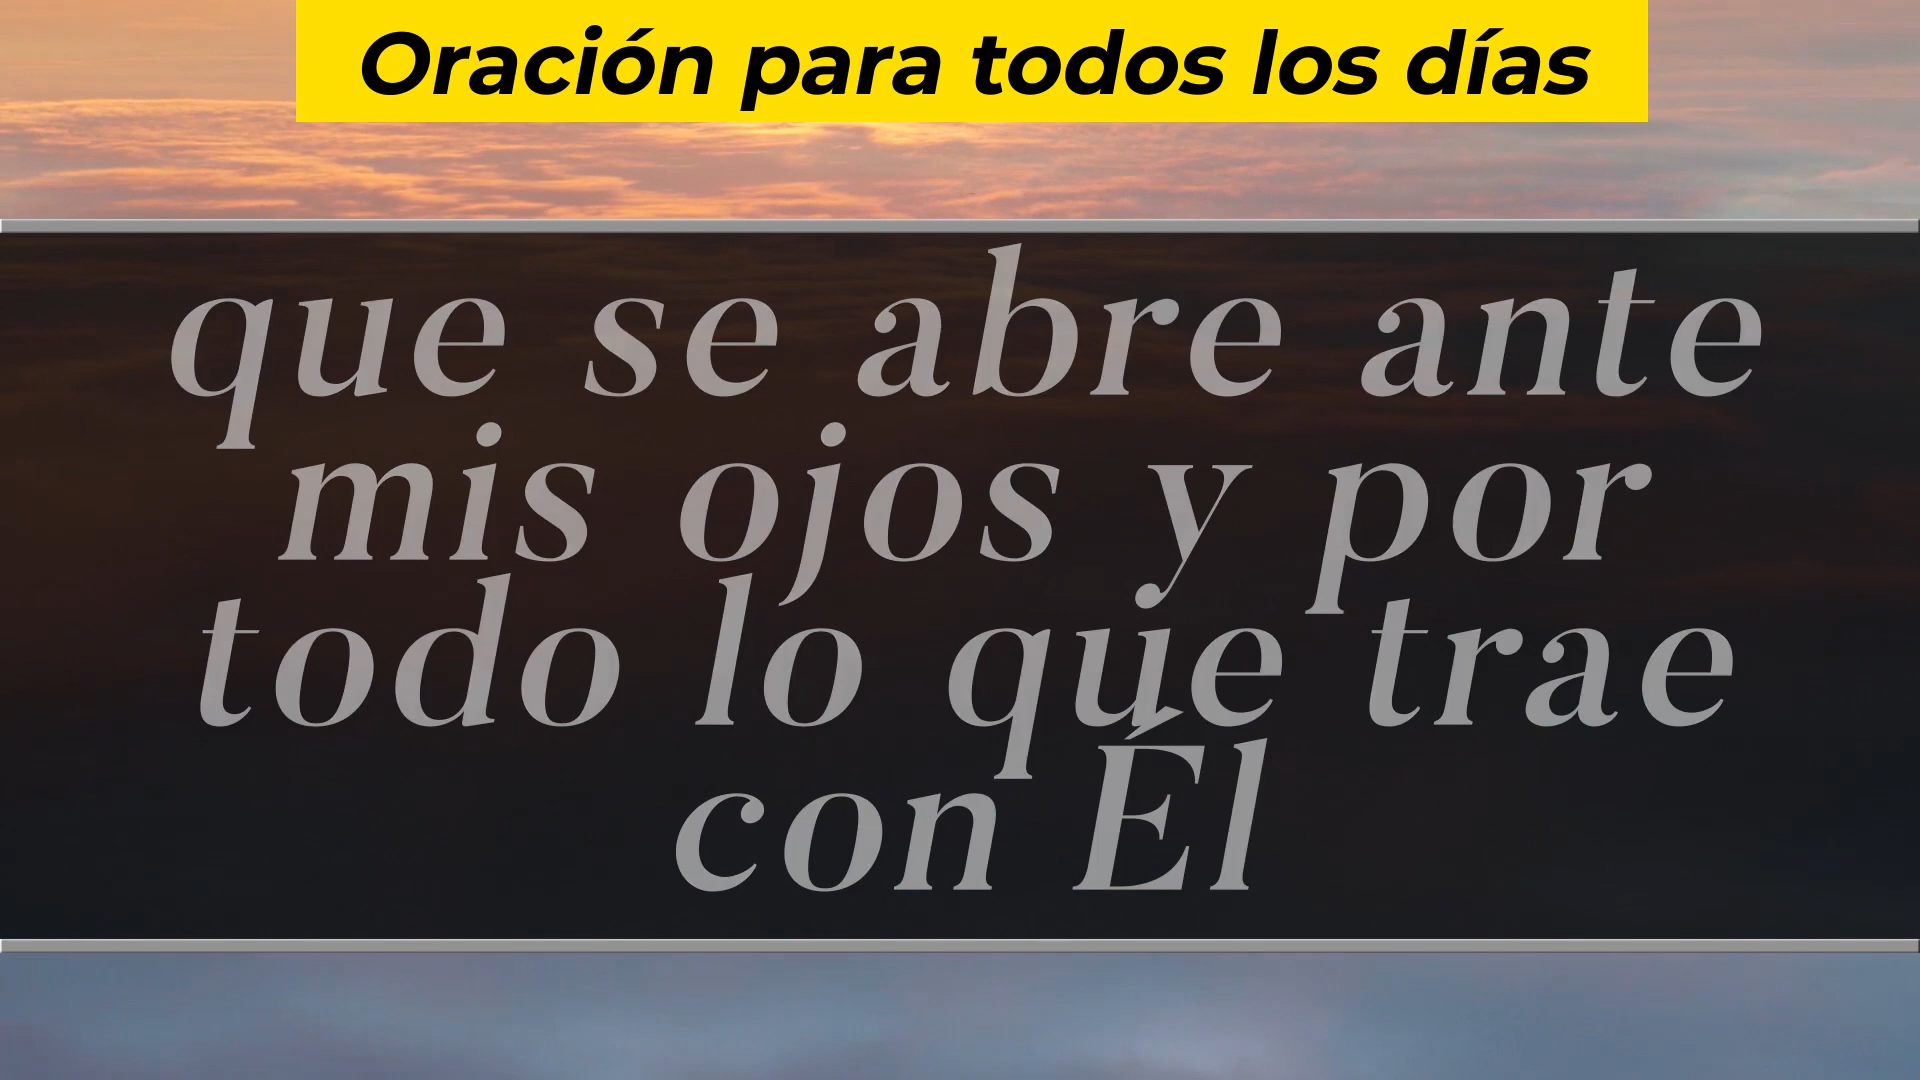 Oración para todos los días
que se abre ante
mis ojos y por
todo lo que trae
con Él